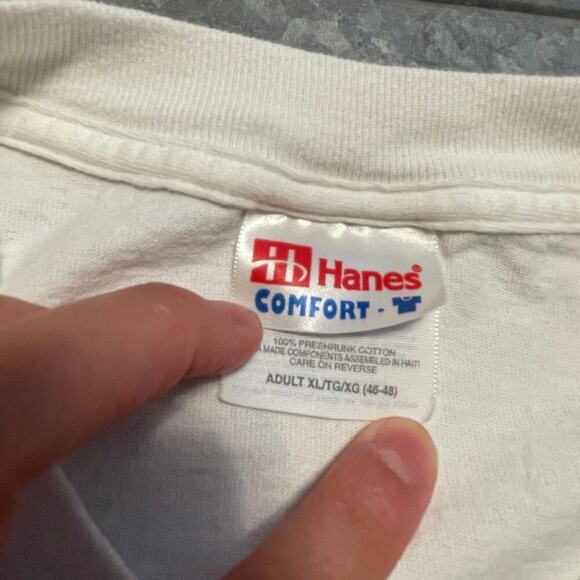 Hanes®
COMFORT -
100% PRESHRUNK COTTON
A MADE COMPONENTS ASSEMBLED IN HAITI
CARE ON REVERSE
ADULT XL/TG/XG (46-48)